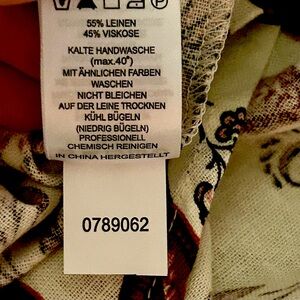 55% LEINEN
45% VISKOSE
KALTE HANDWASCHE
(max.40°)
MIT ÄHNLICHEN FARBEN
WASCHEN
NICHT BLEICHEN
AUF DER LEINE TROCKNEN
KÜHL BÜGELN
(NIEDRIG BÜGELN)
PROFESSIONELL
CHEMISCH REINIGEN
IN CHINA HERGESTELLT
0789062